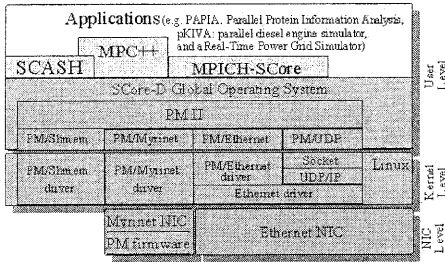 Applications (e.g. PAPIA: Parallel Protein Information Analysis,
pKIVA: parallel diesel engine simulator,
and a Real-Time Power Grid Simulator)
MPC++
SCASH
MPICH-SCore
SCore-D Global Operating System
PM II
PM/Shmem PM/Myrinet PM/Ethernet PM/UDP
User Level
PM/Shmem driver
PM/Myrinet driver
PM/Ethernet driver
Socket
UDP/IP
Ethernet driver
Linux
Kernel Level
Myrinet NIC
PM firmware
Ethernet NIC
NIC Level